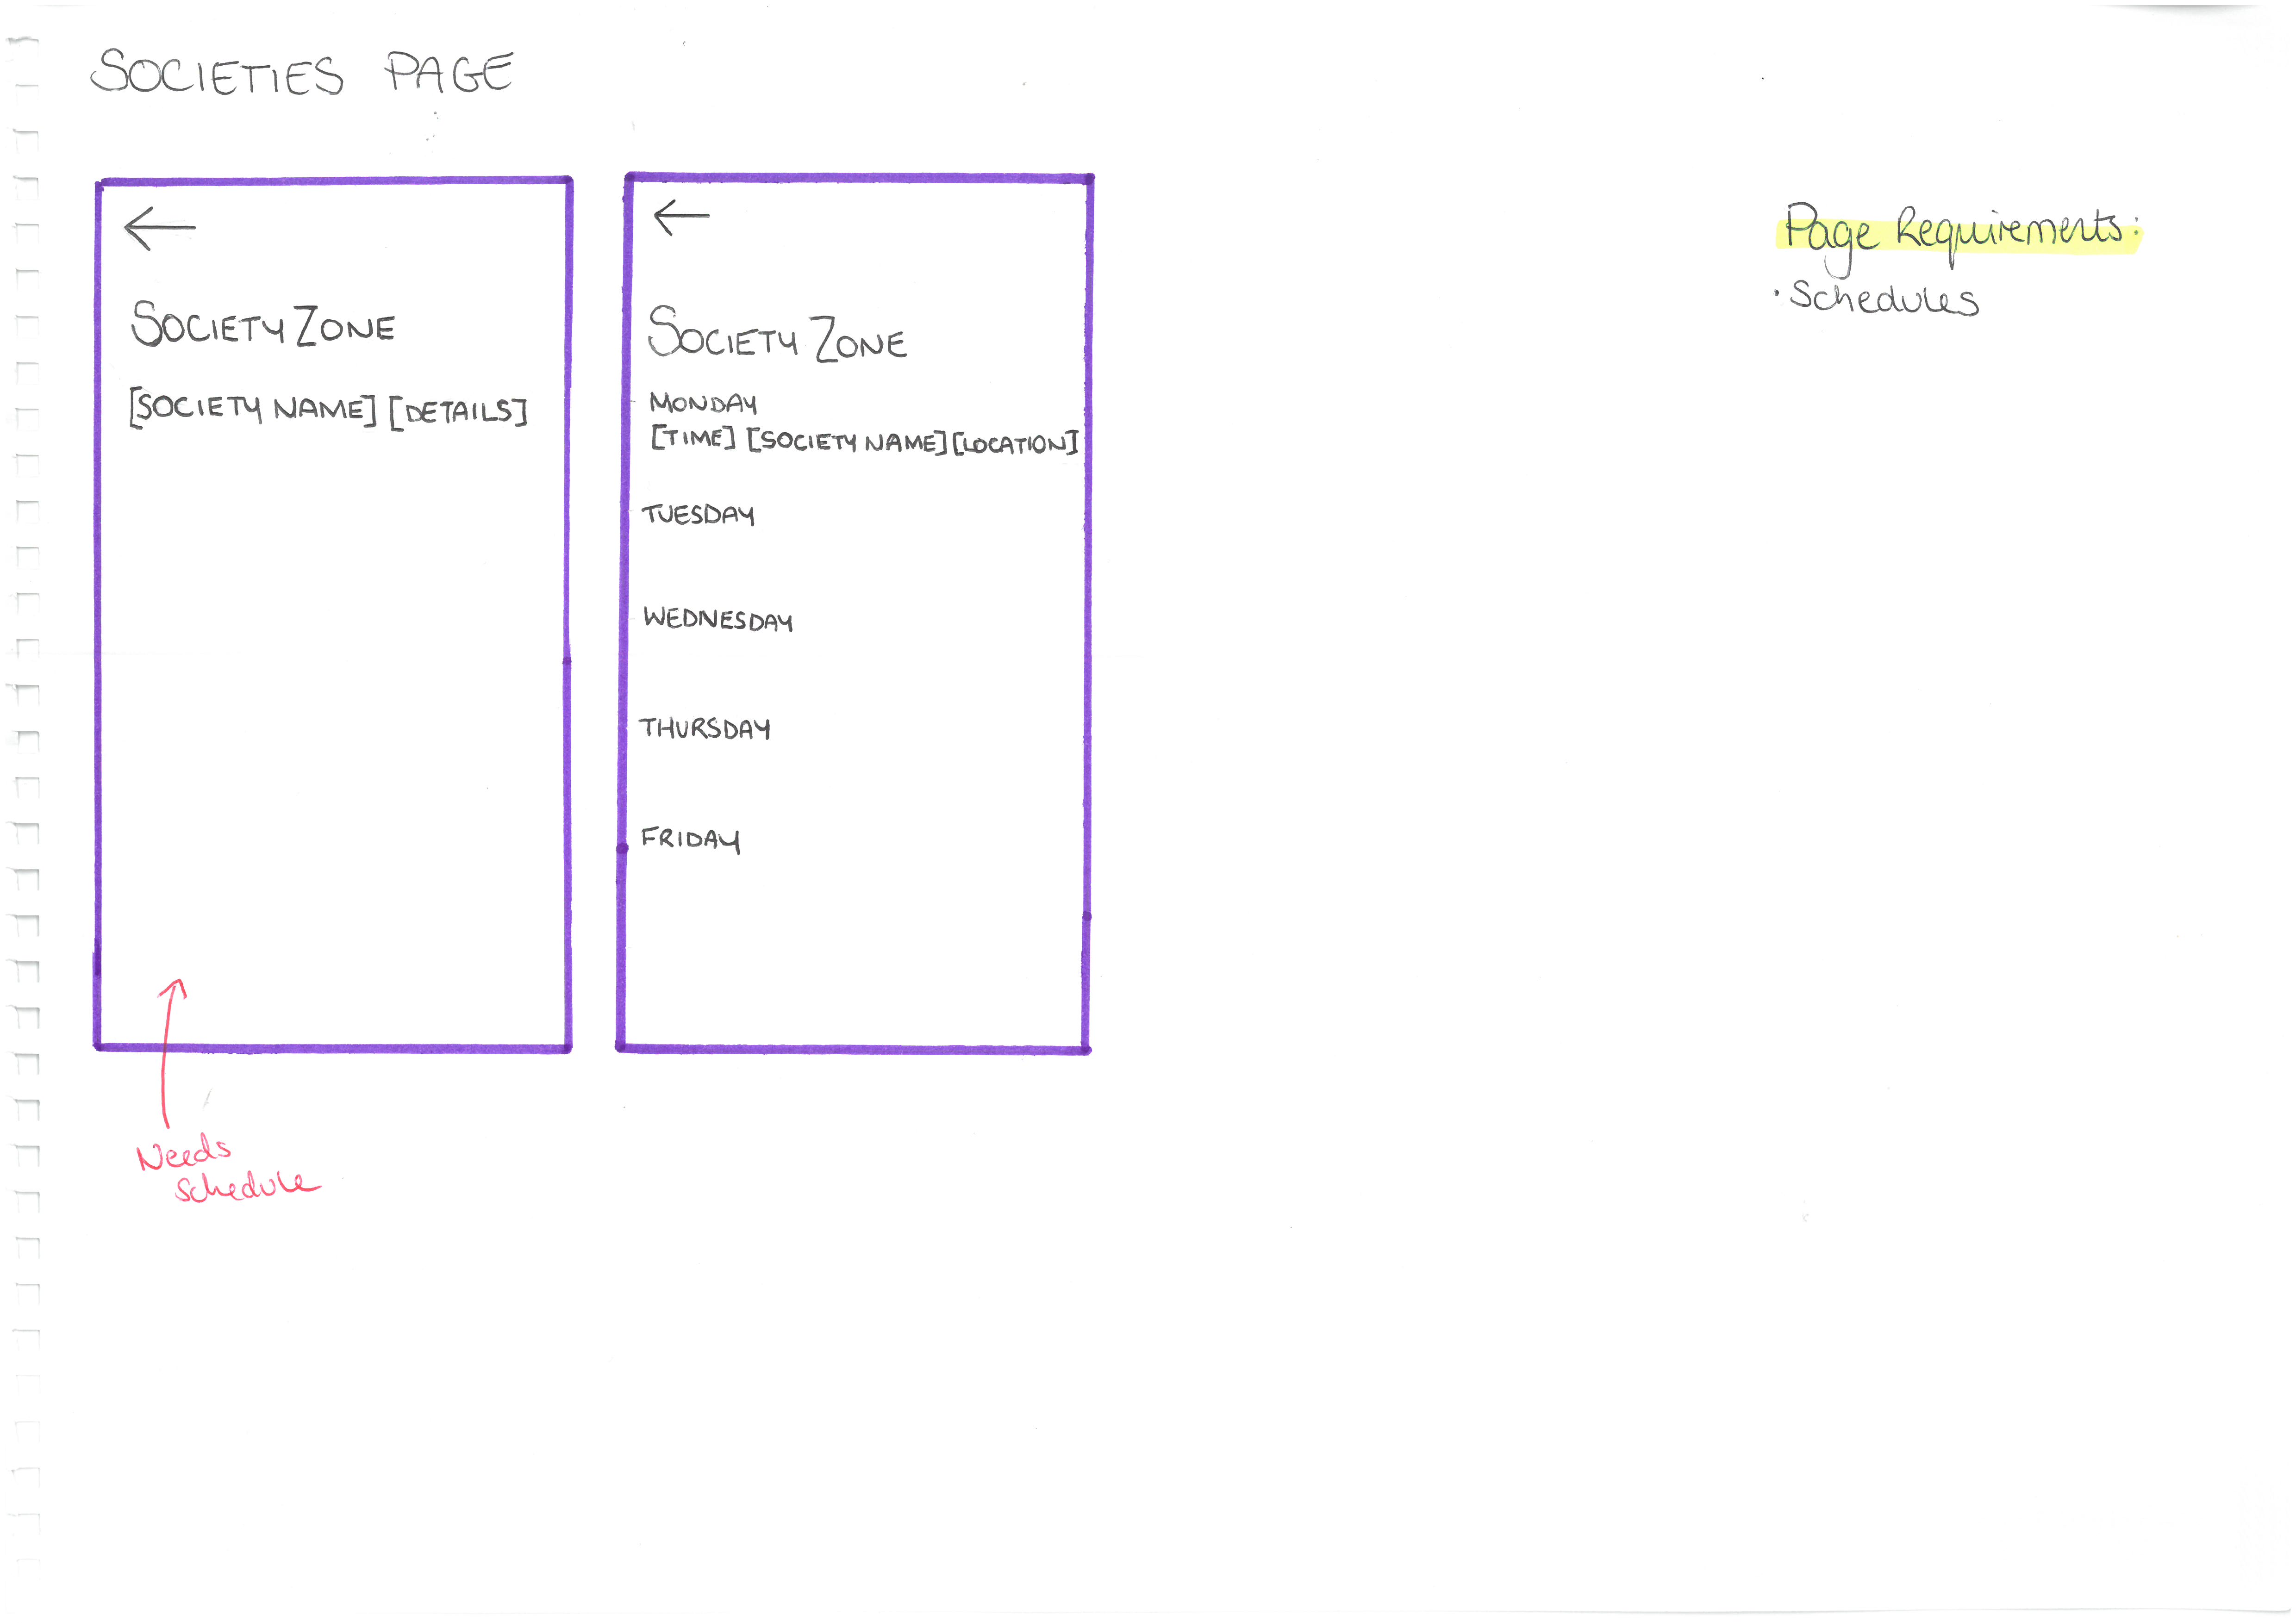 SOCIETIES PAGE
SOCIETY ZONE
[SOCIETY NAME] [DETAILS]
Needs
Schedule
SOCIETY ZONE
MONDAY
[TIME] [SOCIETY NAME] [LOCATION]
TUESDAY
WEDNESDAY
THURSDAY
FRIDAY
Page Requirements:
· Schedules